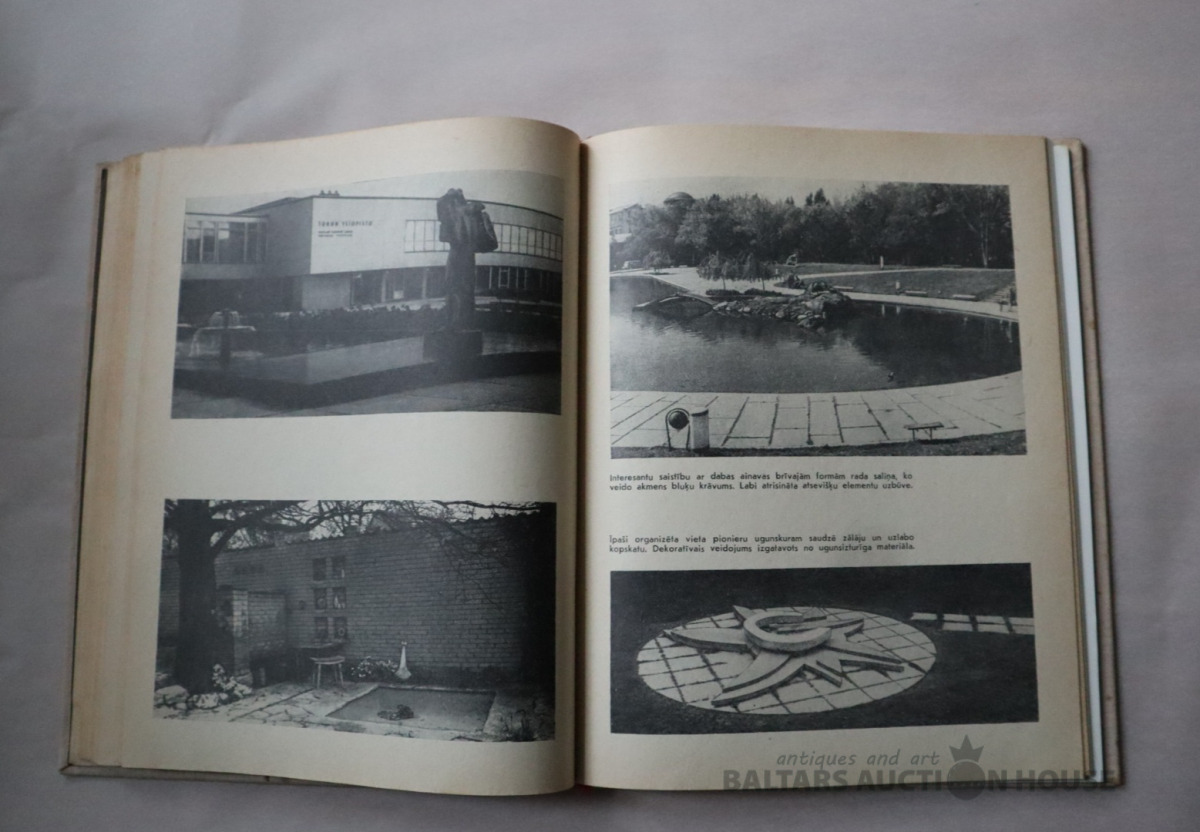 Interesantu saistību ar dabas ainavas brīvajām formām rada saliņa, ko
veido akmens bluķu krāvums. Labi atrisināta atsevišķu elementu uzbūve.
Īpaši organizēta vieta pionieru ugunskuram saudzē zālāju un uzlabo
kopskatu. Dekoratīvais veidojums izgatavots no ugunsizturīga materiāla.
antiques and art
BALTARS AUCTION HOUSE